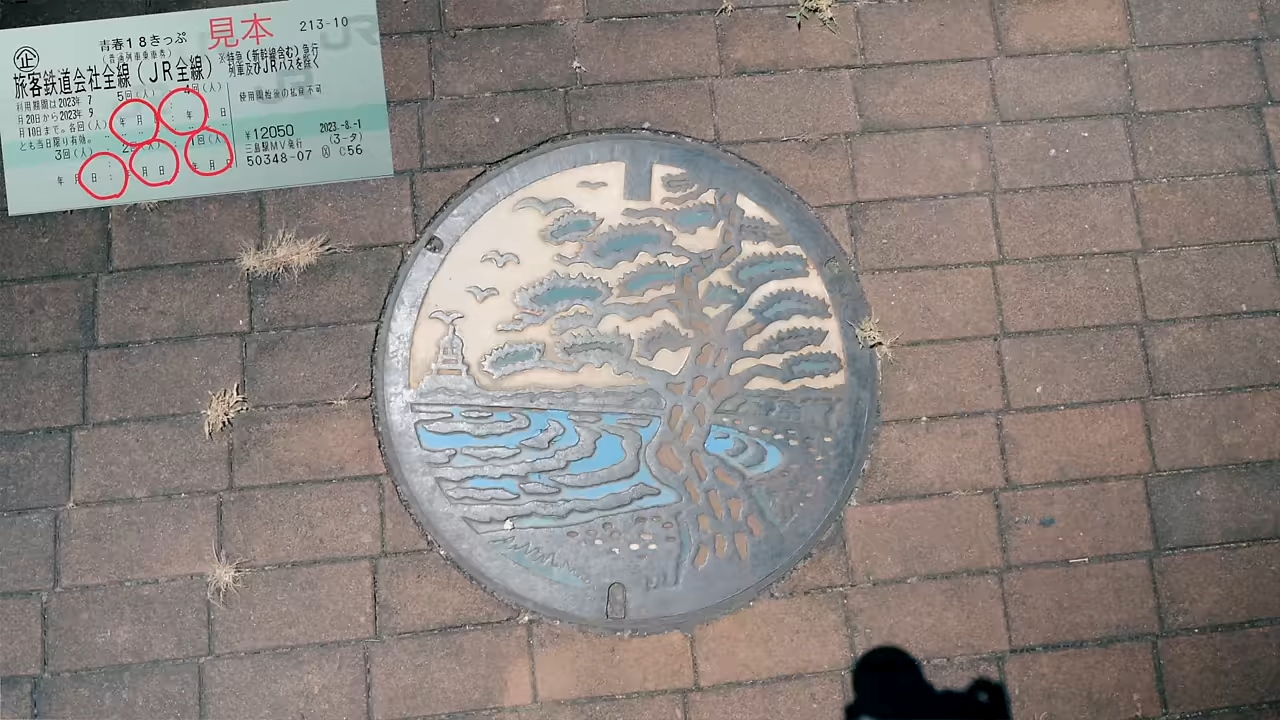 見本
213-10
㊭ 青春18きっぷ
(普通列車乗車券)
旅客鉄道会社全線(JR全線)
※特急(新幹線含む)急行
列車及びJRバスを除く
利用期間は2023年 7
月20日から2023年 9
月10日まで。各回(人)
とも当日限り有効。
5回(人) : 4回(人)
年 月 : 年 日
3回(人) : 2回(人) : 1回(人)
年 月 日 : 月 日 年 月 日
使用開始後の払戻不可
¥12050 2023.-8.-1
三島駅MV発行 (3-タ)
50348-07 C56